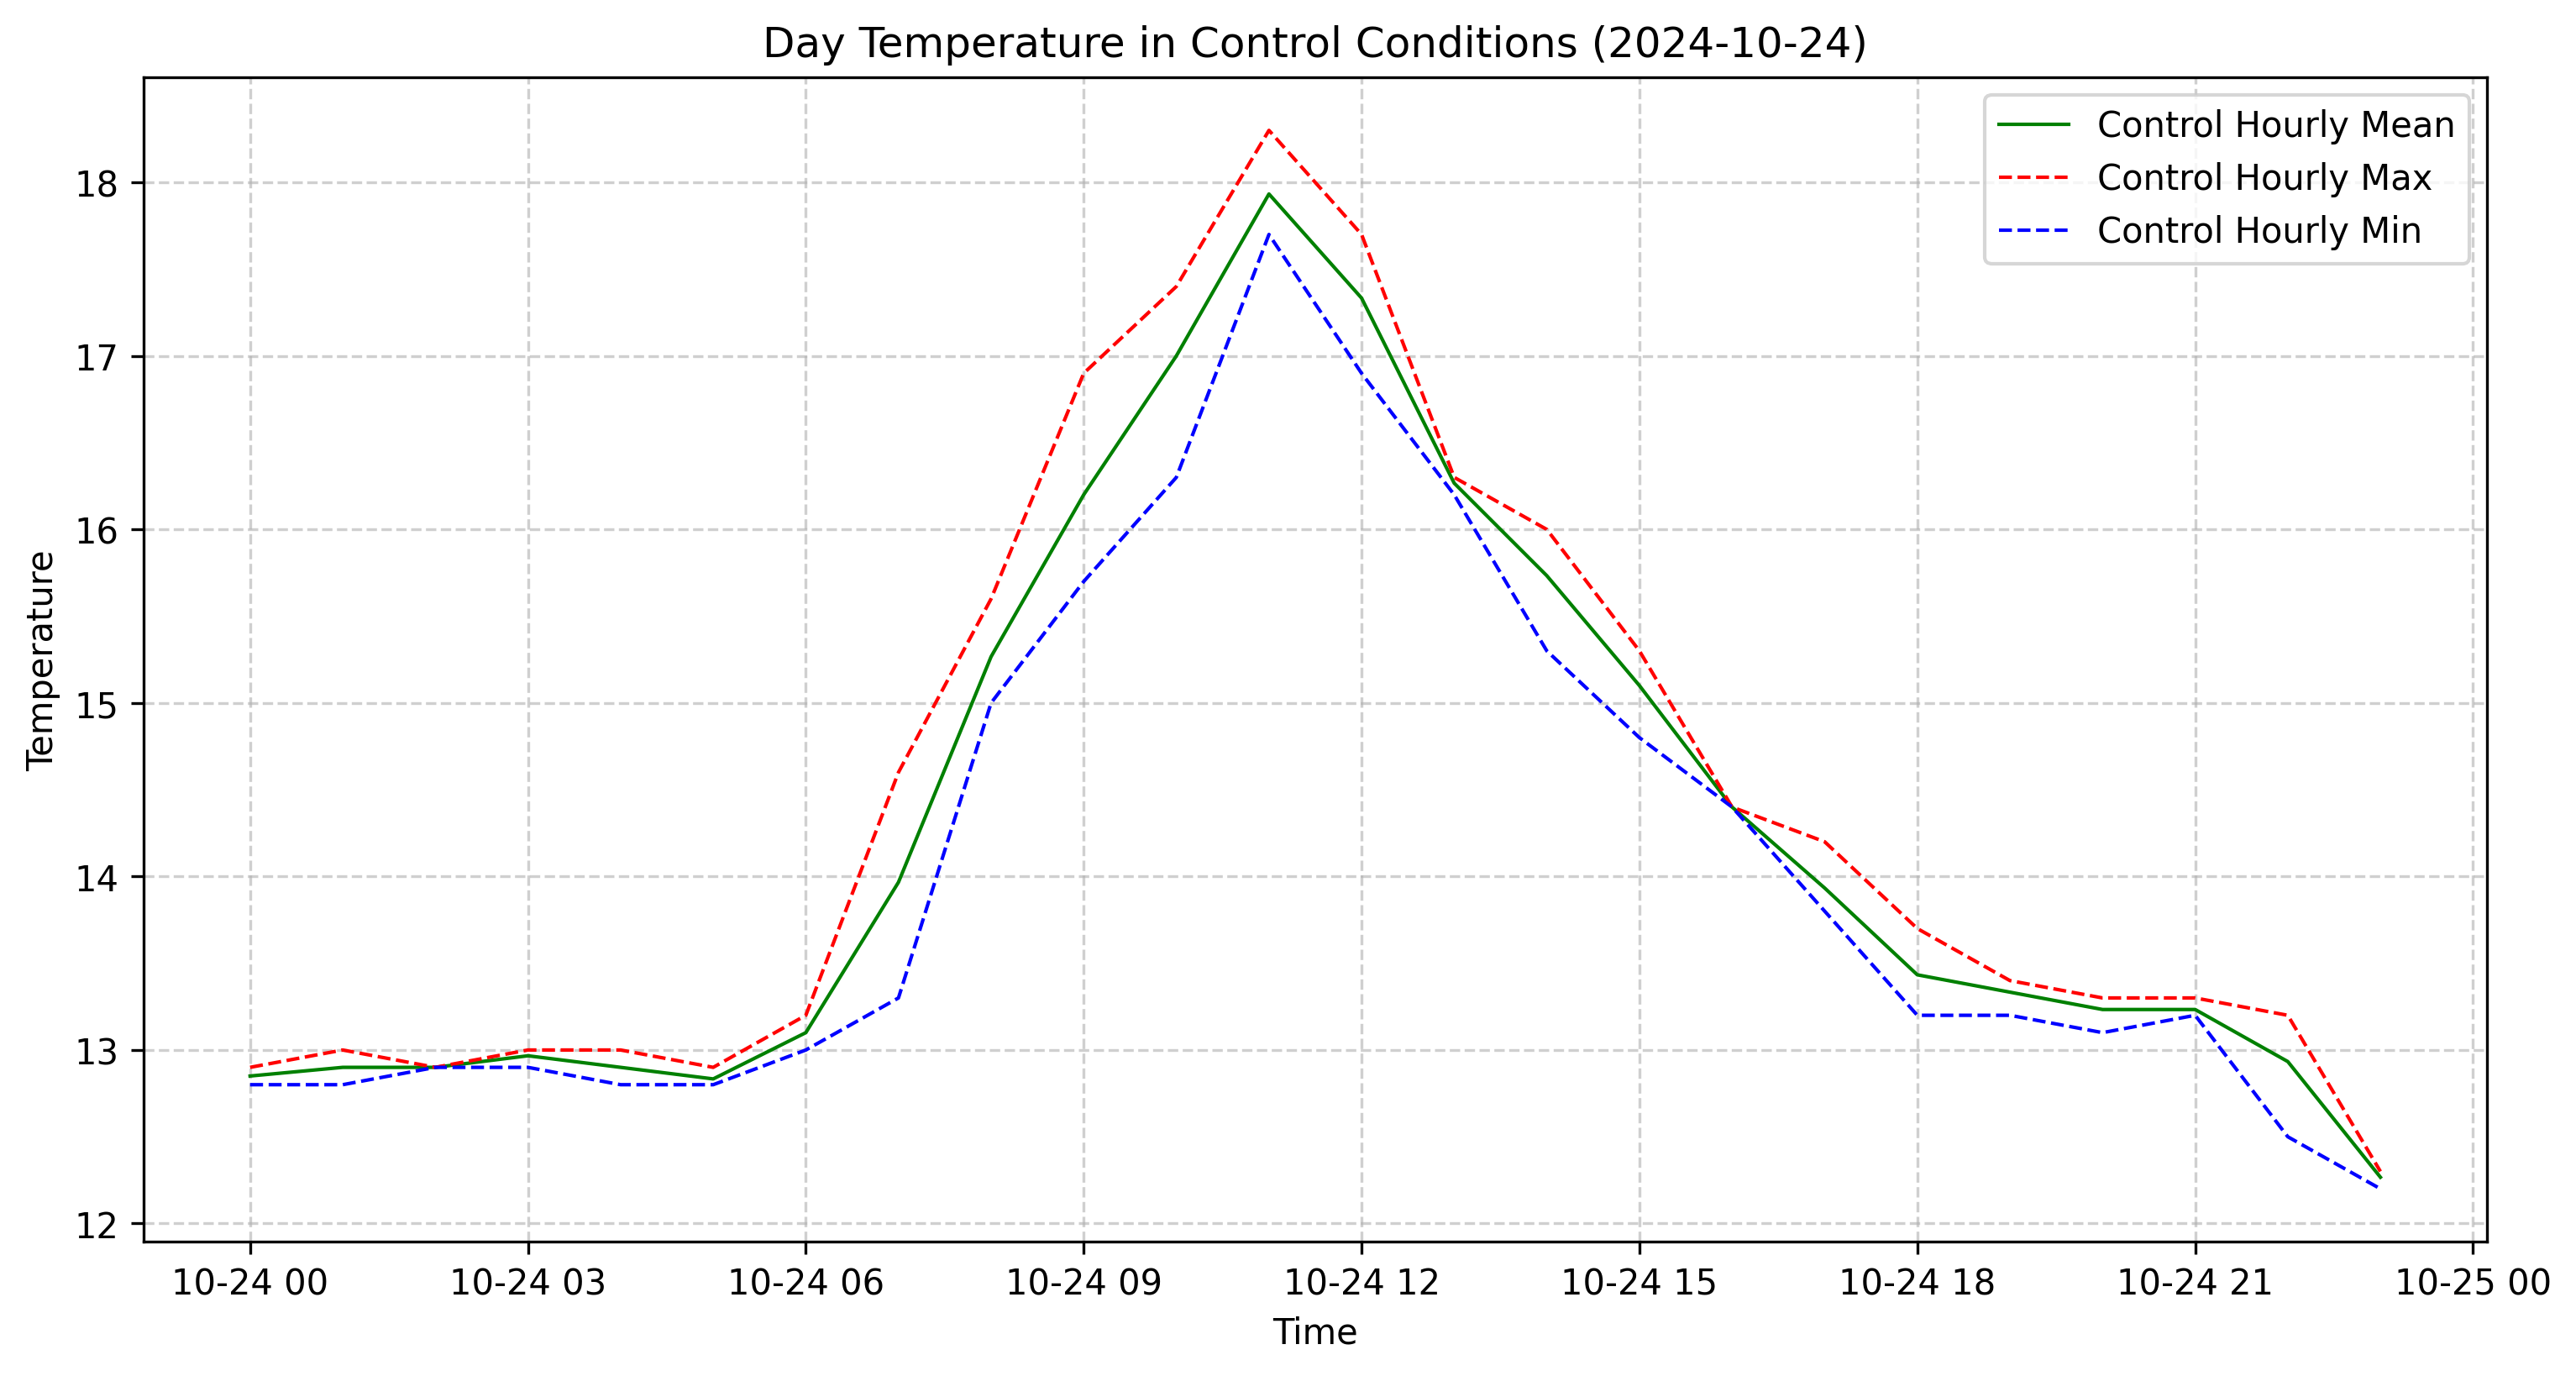 Day Temperature in Control Conditions (2024-10-24)
Control Hourly Mean
Control Hourly Max
Control Hourly Min
Temperature
18
17
16
15
14
13
12
10-24 00
10-24 03
10-24 06
10-24 09
10-24 12
10-24 15
10-24 18
10-24 21
10-25 00
Time